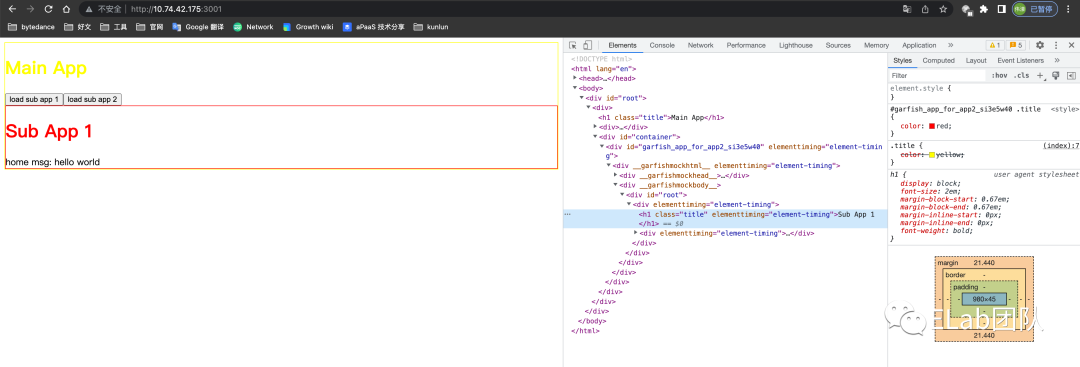 不安全 | http://10.74.42.175:3001
已暂停
bytedance 好文 工具 官网 Google 翻译 Network Growth wiki aPaaS 技术分享 kunlun
Main App
load sub app 1 load sub app 2
Sub App 1
home msg: hello world
Elements Console Network Performance Lighthouse Sources Memory Application » 1 5
<!DOCTYPE html>
<html lang="en">
<head>…</head>
<body>
<div id="root">
<div>
<h1 class="title">Main App</h1>
<div>…</div>
<div id="container">
<div id="garfish_app_for_app2_si3e5w40" elementtiming="element-timin
g">
<div __garfishmockhtml__ elementtiming="element-timing">
<div __garfishmockhead__>…</div>
<div __garfishmockbody__>
<div id="root">
<div elementtiming="element-timing">
<h1 class="title" elementtiming="element-timing">Sub App 1
</h1> == $0
<div elementtiming="element-timing">…</div>
</div>
</div>
</div>
</div>
</div>
</div>
</div>
</div>
</body>
</html>
Styles Computed Layout Event Listeners »
Filter :hov .cls +
element.style {
}
#garfish_app_for_app2_si3e5w40 .title <style>
{
color: red;
}
.title { (index):7
color: yellow;
}
h1 { user agent stylesheet
display: block;
font-size: 2em;
margin-block-start: 0.67em;
margin-block-end: 0.67em;
margin-inline-start: 0px;
margin-inline-end: 0px;
font-weight: bold;
}
margin 21.440
border -
padding -
- - - 980×45 - - -
-
-
21.440
ELab团队